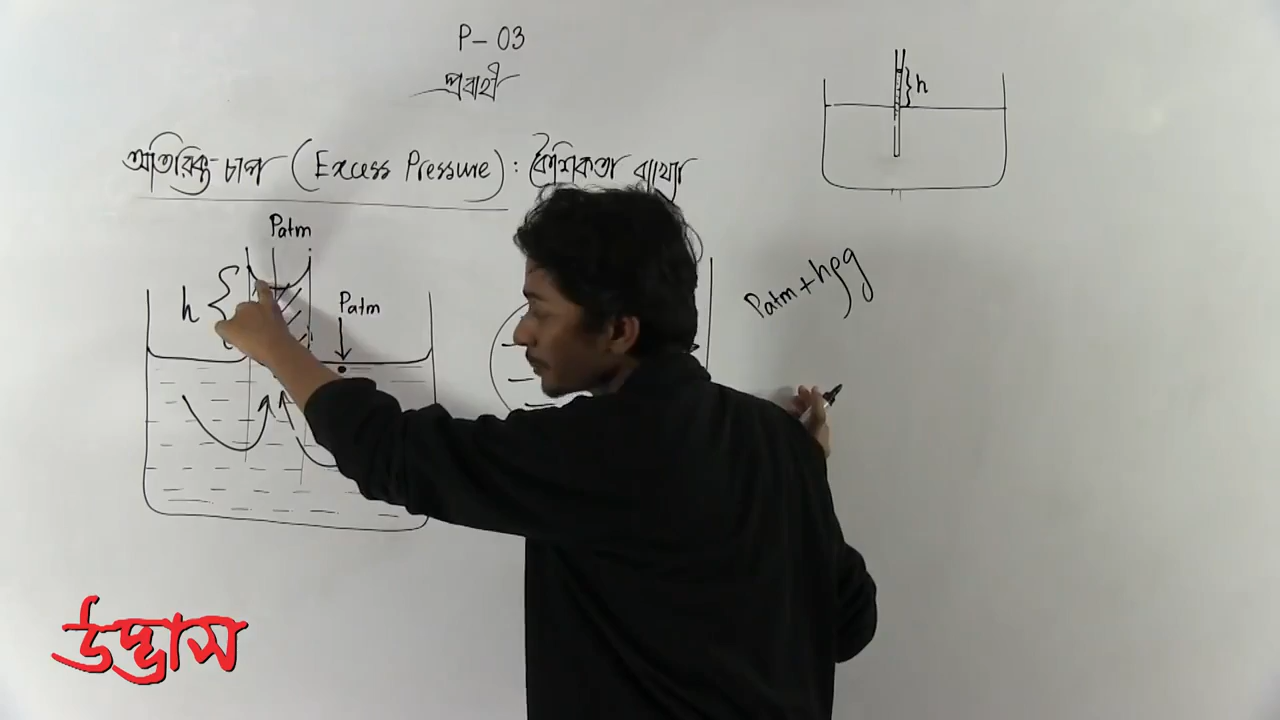 P- 03
প্রবাহী
h
অতিরিক্ত চাপ (Excess Pressure) : কৈশিকতা ব্যাখ্যা
Patm
h
Patm
Patm + hρg
উদ্ভাস